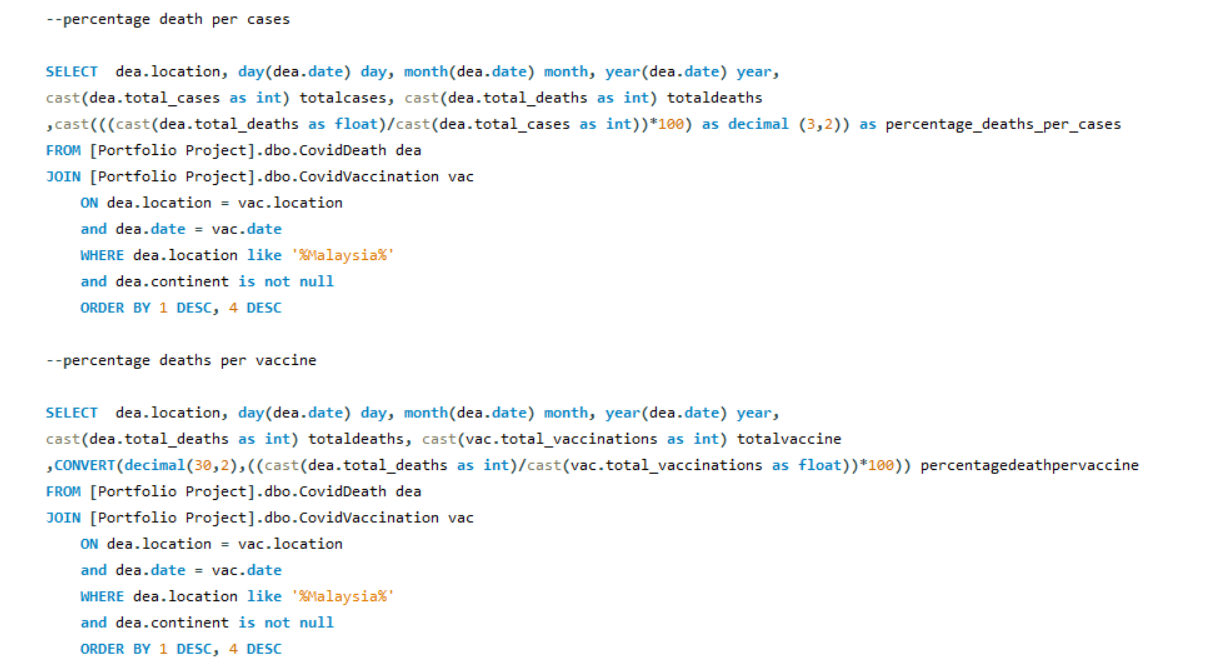 --percentage death per cases
SELECT  dea.location, day(dea.date) day, month(dea.date) month, year(dea.date) year,
cast(dea.total_cases as int) totalcases, cast(dea.total_deaths as int) totaldeaths
,cast(((cast(dea.total_deaths as float)/cast(dea.total_cases as int))*100) as decimal (3,2)) as percentage_deaths_per_cases
FROM [Portfolio Project].dbo.CovidDeath dea
JOIN [Portfolio Project].dbo.CovidVaccination vac
ON dea.location = vac.location
and dea.date = vac.date
WHERE dea.location like '%Malaysia%'
and dea.continent is not null
ORDER BY 1 DESC, 4 DESC
--percentage deaths per vaccine
SELECT  dea.location, day(dea.date) day, month(dea.date) month, year(dea.date) year,
cast(dea.total_deaths as int) totaldeaths, cast(vac.total_vaccinations as int) totalvaccine
,CONVERT(decimal(30,2),((cast(dea.total_deaths as int)/cast(vac.total_vaccinations as float))*100)) percentagedeathpervaccine
FROM [Portfolio Project].dbo.CovidDeath dea
JOIN [Portfolio Project].dbo.CovidVaccination vac
ON dea.location = vac.location
and dea.date = vac.date
WHERE dea.location like '%Malaysia%'
and dea.continent is not null
ORDER BY 1 DESC, 4 DESC